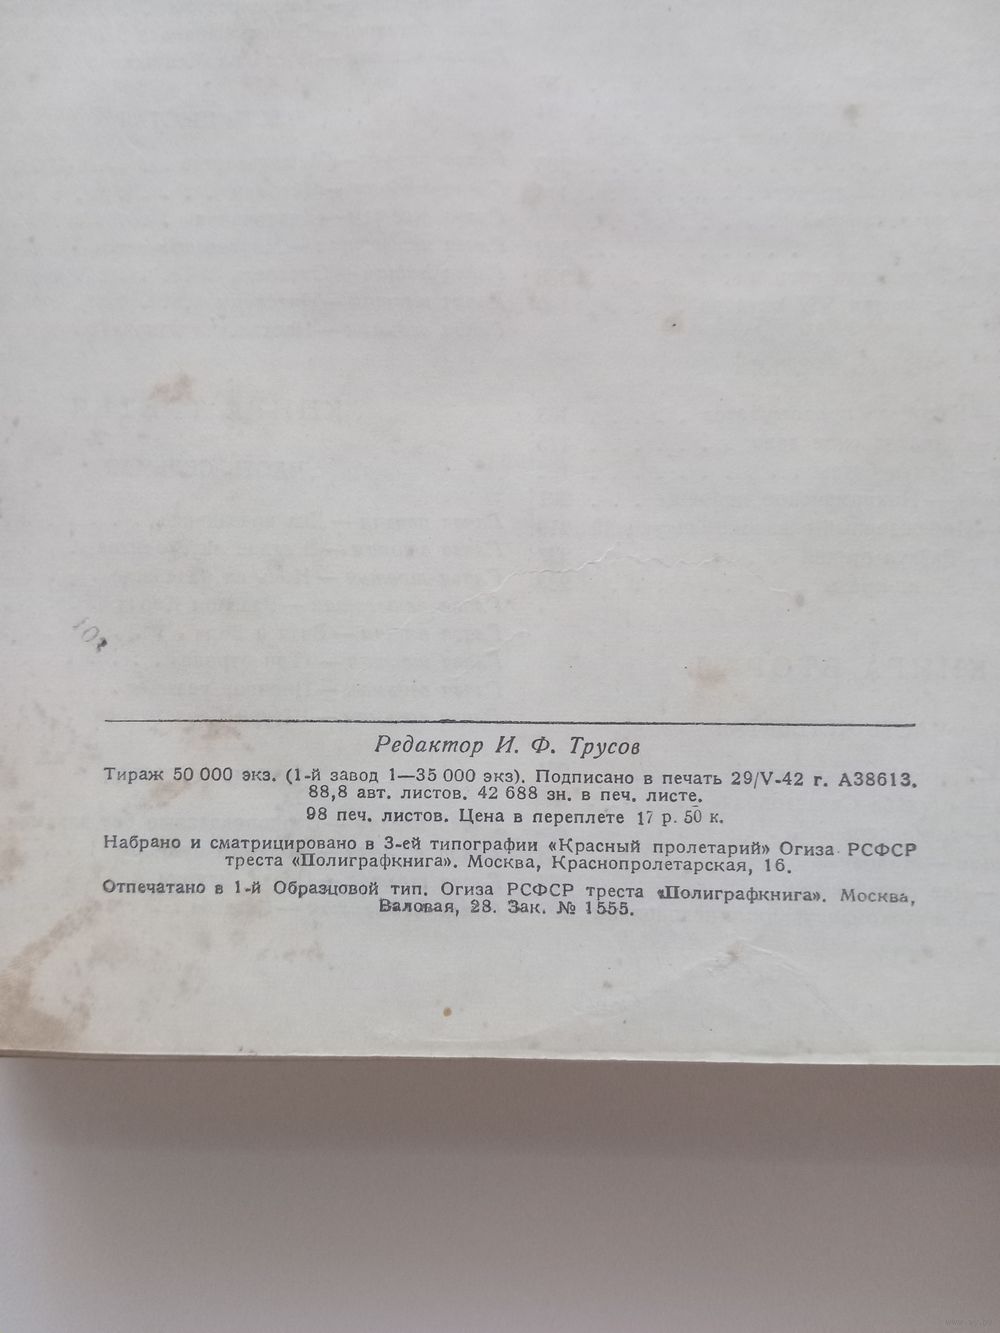 Редактор И. Ф. Трусов
Тираж 50 000 экз. (1-й завод 1—35 000 экз). Подписано в печать 29/V-42 г. А38613.
88,8 авт. листов. 42 688 зн. в печ. листе.
98 печ. листов. Цена в переплете 17 р. 50 к.
Набрано и сматрицировано в 3-ей типографии «Красный пролетарий» Огиза РСФСР
треста «Полиграфкнига». Москва, Краснопролетарская, 16.
Отпечатано в 1-й Образцовой тип. Огиза РСФСР треста «Полиграфкнига». Москва,
Валовая, 28. Зак. № 1555.